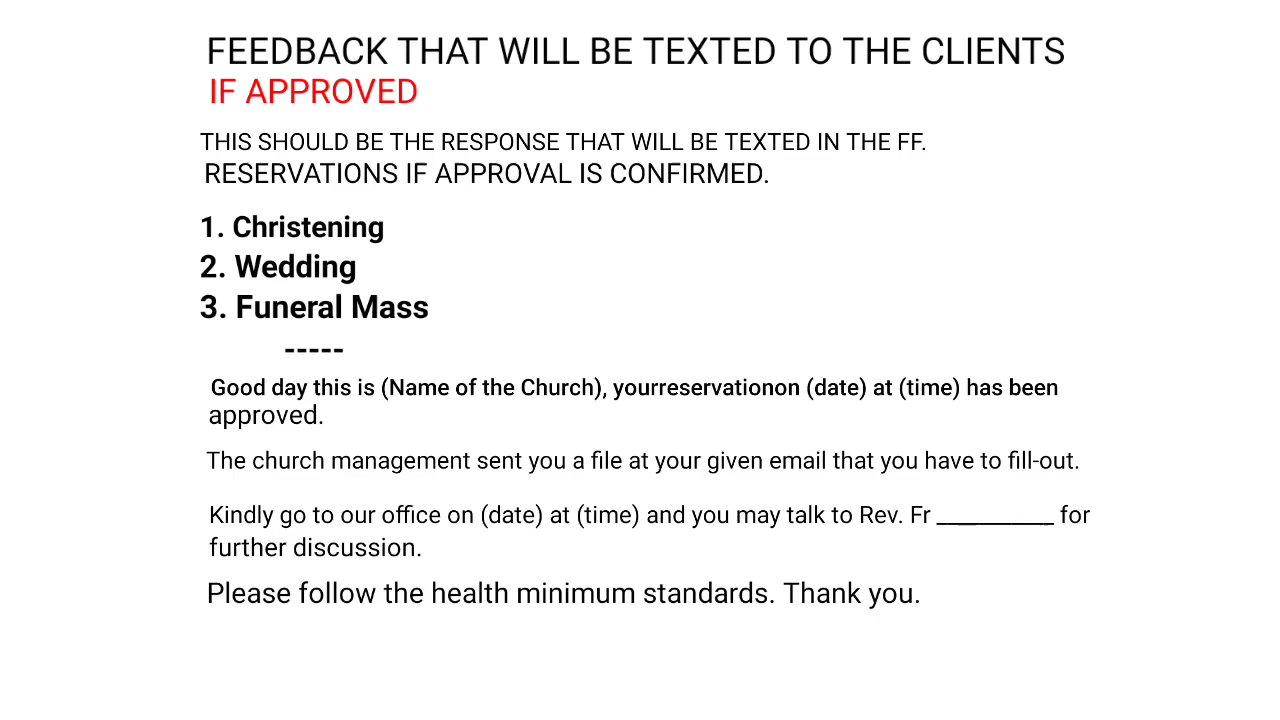 FEEDBACK THAT WILL BE TEXTED TO THE CLIENTS
IF APPROVED
THIS SHOULD BE THE RESPONSE THAT WILL BE TEXTED IN THE FF.
RESERVATIONS IF APPROVAL IS CONFIRMED.
1. Christening
2. Wedding
3. Funeral Mass
-----
Good day this is (Name of the Church), yourreservationon (date) at (time) has been
approved.
The church management sent you a file at your given email that you have to fill-out.
Kindly go to our office on (date) at (time) and you may talk to Rev. Fr __________ for
further discussion.
Please follow the health minimum standards. Thank you.